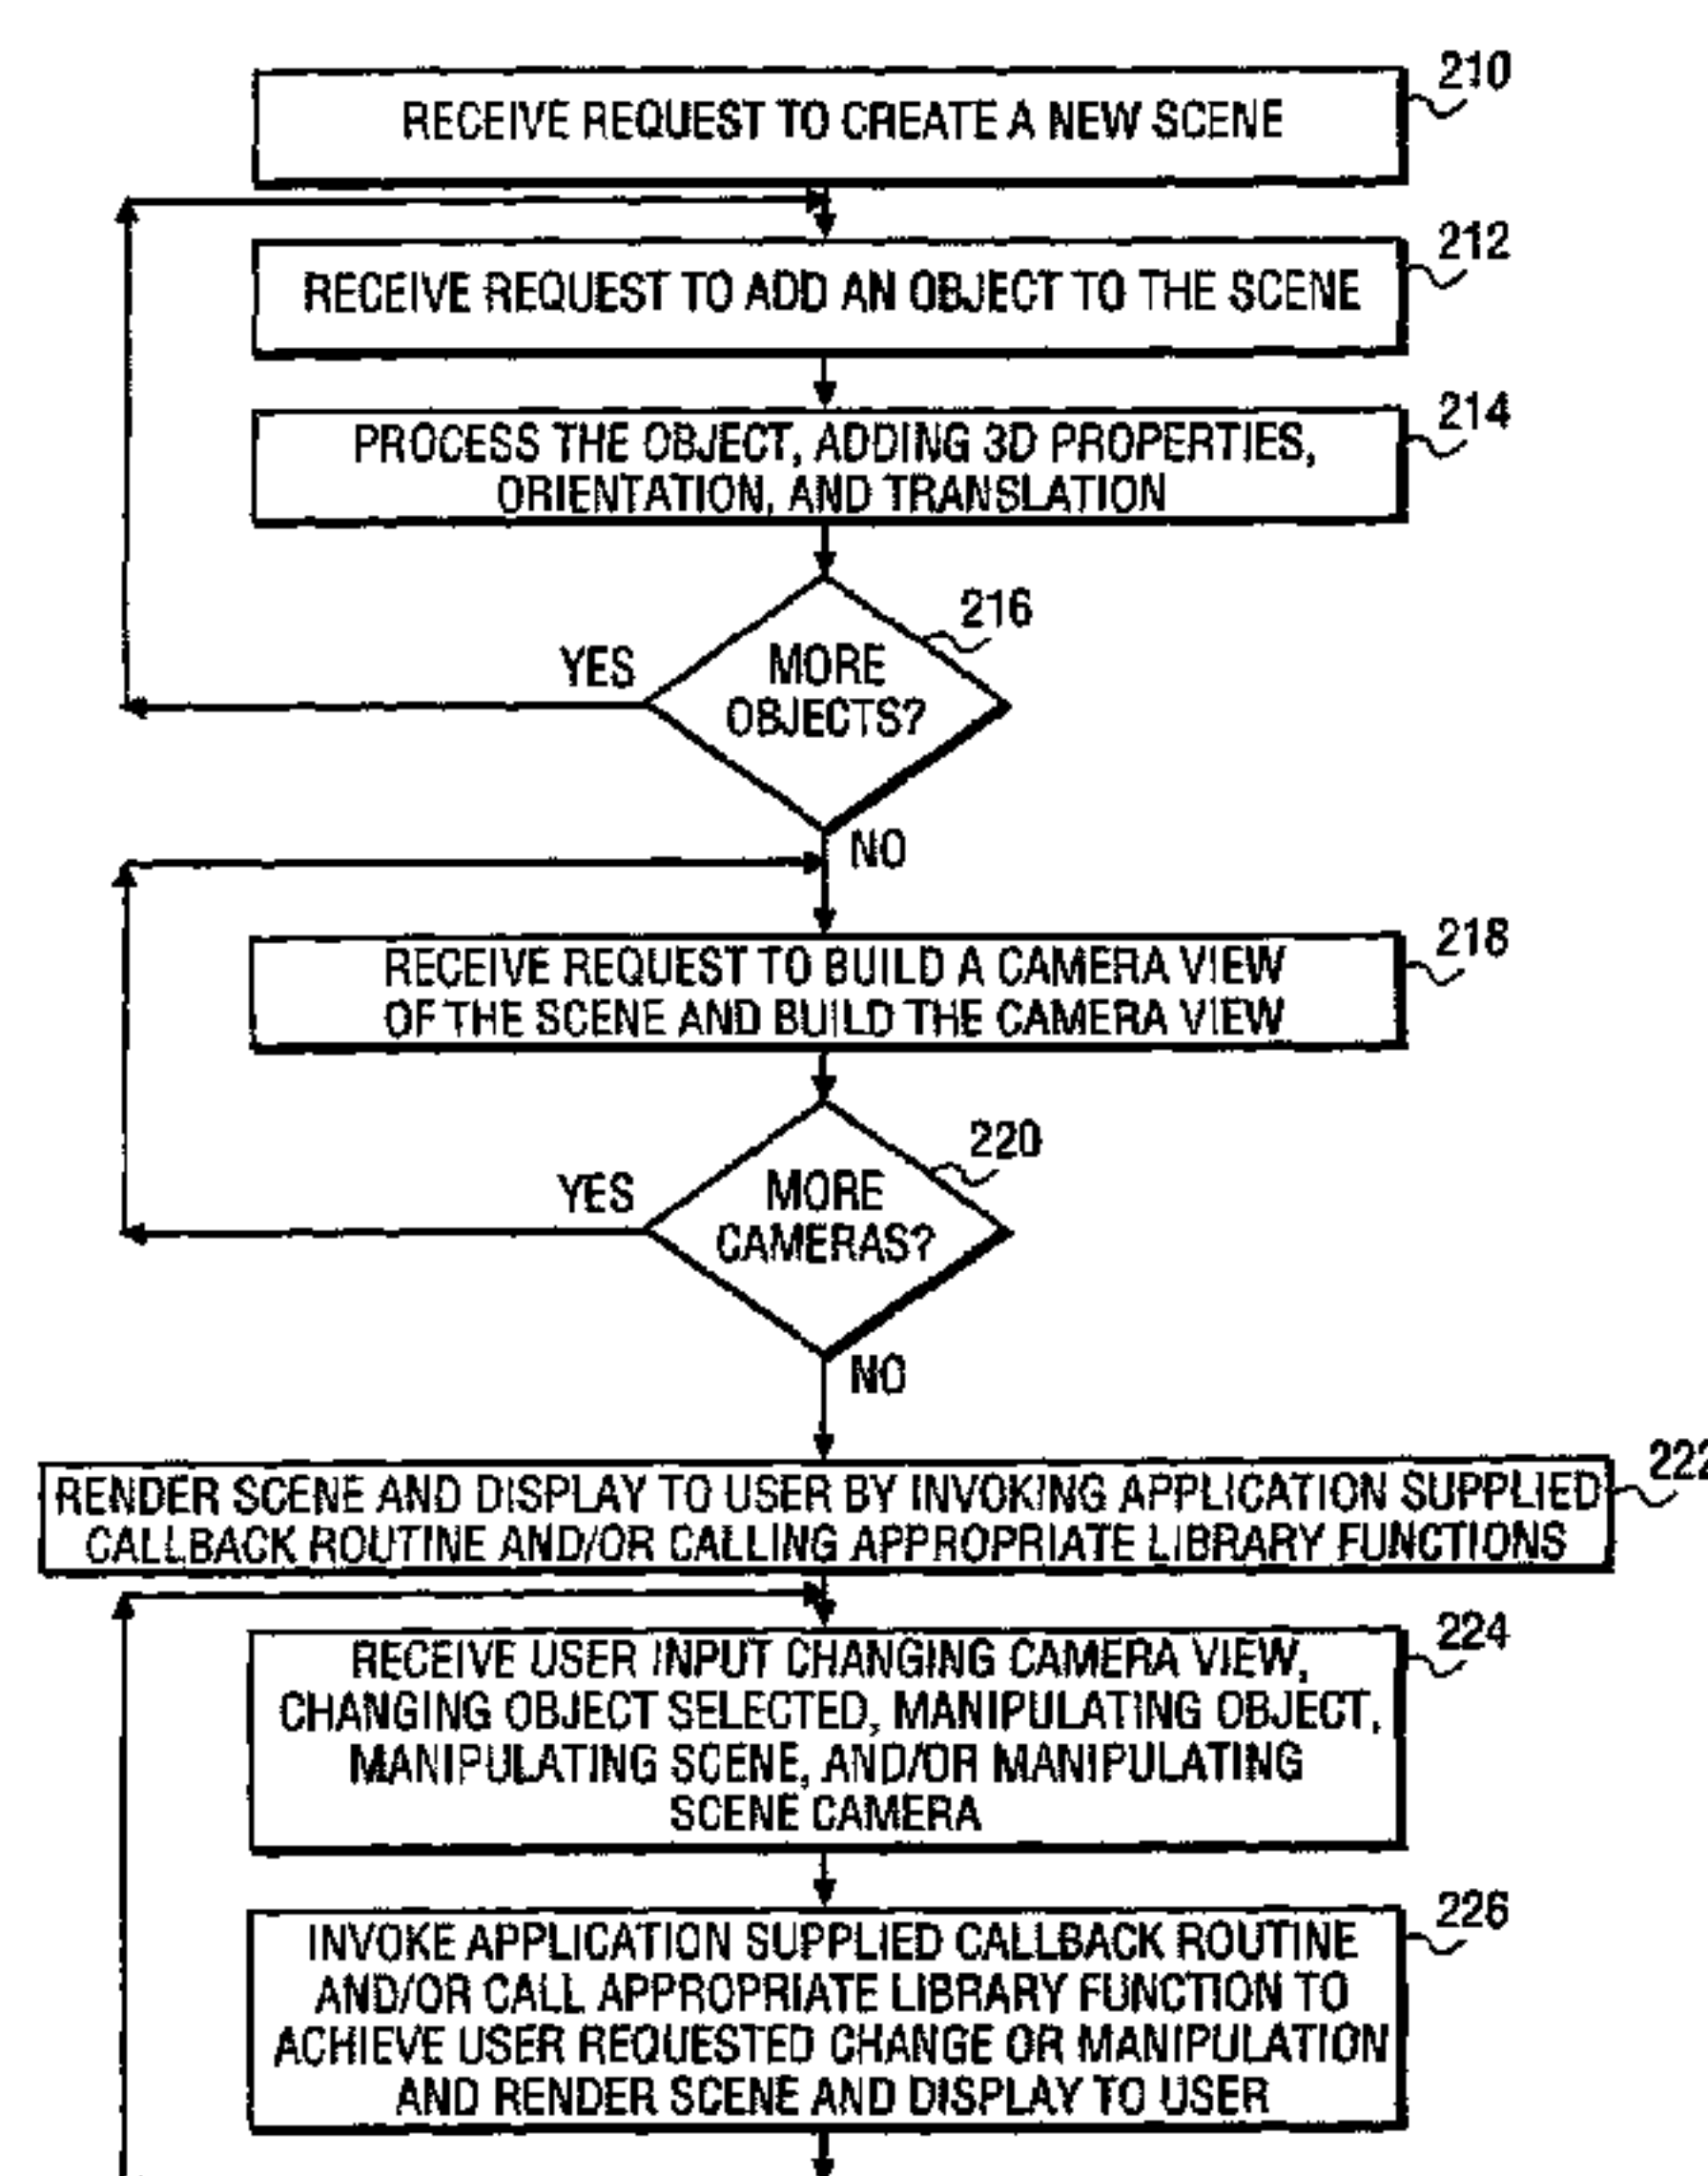 210
RECEIVE REQUEST TO CREATE A NEW SCENE
212
RECEIVE REQUEST TO ADD AN OBJECT TO THE SCENE
214
PROCESS THE OBJECT, ADDING 3D PROPERTIES,
ORIENTATION, AND TRANSLATION
216
YES
MORE
OBJECTS?
NO
218
RECEIVE REQUEST TO BUILD A CAMERA VIEW
OF THE SCENE AND BUILD THE CAMERA VIEW
220
YES
MORE
CAMERAS?
NO
222
RENDER SCENE AND DISPLAY TO USER BY INVOKING APPLICATION SUPPLIED
CALLBACK ROUTINE AND/OR CALLING APPROPRIATE LIBRARY FUNCTIONS
224
RECEIVE USER INPUT CHANGING CAMERA VIEW,
CHANGING OBJECT SELECTED, MANIPULATING OBJECT,
MANIPULATING SCENE, AND/OR MANIPULATING
SCENE CAMERA
226
INVOKE APPLICATION SUPPLIED CALLBACK ROUTINE
AND/OR CALL APPROPRIATE LIBRARY FUNCTION TO
ACHIEVE USER REQUESTED CHANGE OR MANIPULATION
AND RENDER SCENE AND DISPLAY TO USER